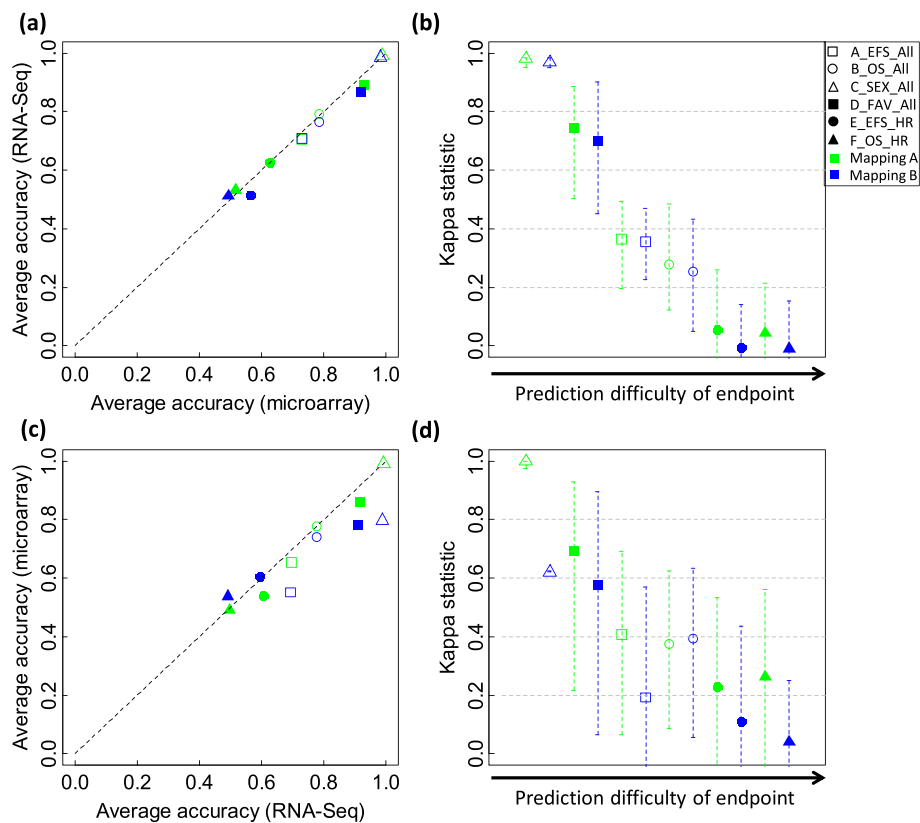 (a)
Average accuracy (RNA-Seq)
0.0 0.2 0.4 0.6 0.8 1.0
0.0 0.2 0.4 0.6 0.8 1.0
Average accuracy (microarray)
(b)
Kappa statistic
0.0 0.2 0.4 0.6 0.8 1.0
Prediction difficulty of endpoint
A_EFS_All
B_OS_All
C_SEX_All
D_FAV_All
E_EFS_HR
F_OS_HR
Mapping A
Mapping B
(c)
Average accuracy (microarray)
0.0 0.2 0.4 0.6 0.8 1.0
0.0 0.2 0.4 0.6 0.8 1.0
Average accuracy (RNA-Seq)
(d)
Kappa statistic
0.0 0.2 0.4 0.6 0.8 1.0
Prediction difficulty of endpoint